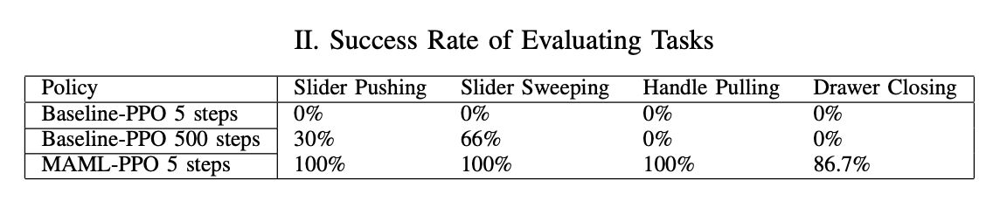 II. Success Rate of Evaluating Tasks
Policy Slider Pushing Slider Sweeping Handle Pulling Drawer Closing
Baseline-PPO 5 steps 0% 0% 0% 0%
Baseline-PPO 500 steps 30% 66% 0% 0%
MAML-PPO 5 steps 100% 100% 100% 86.7%